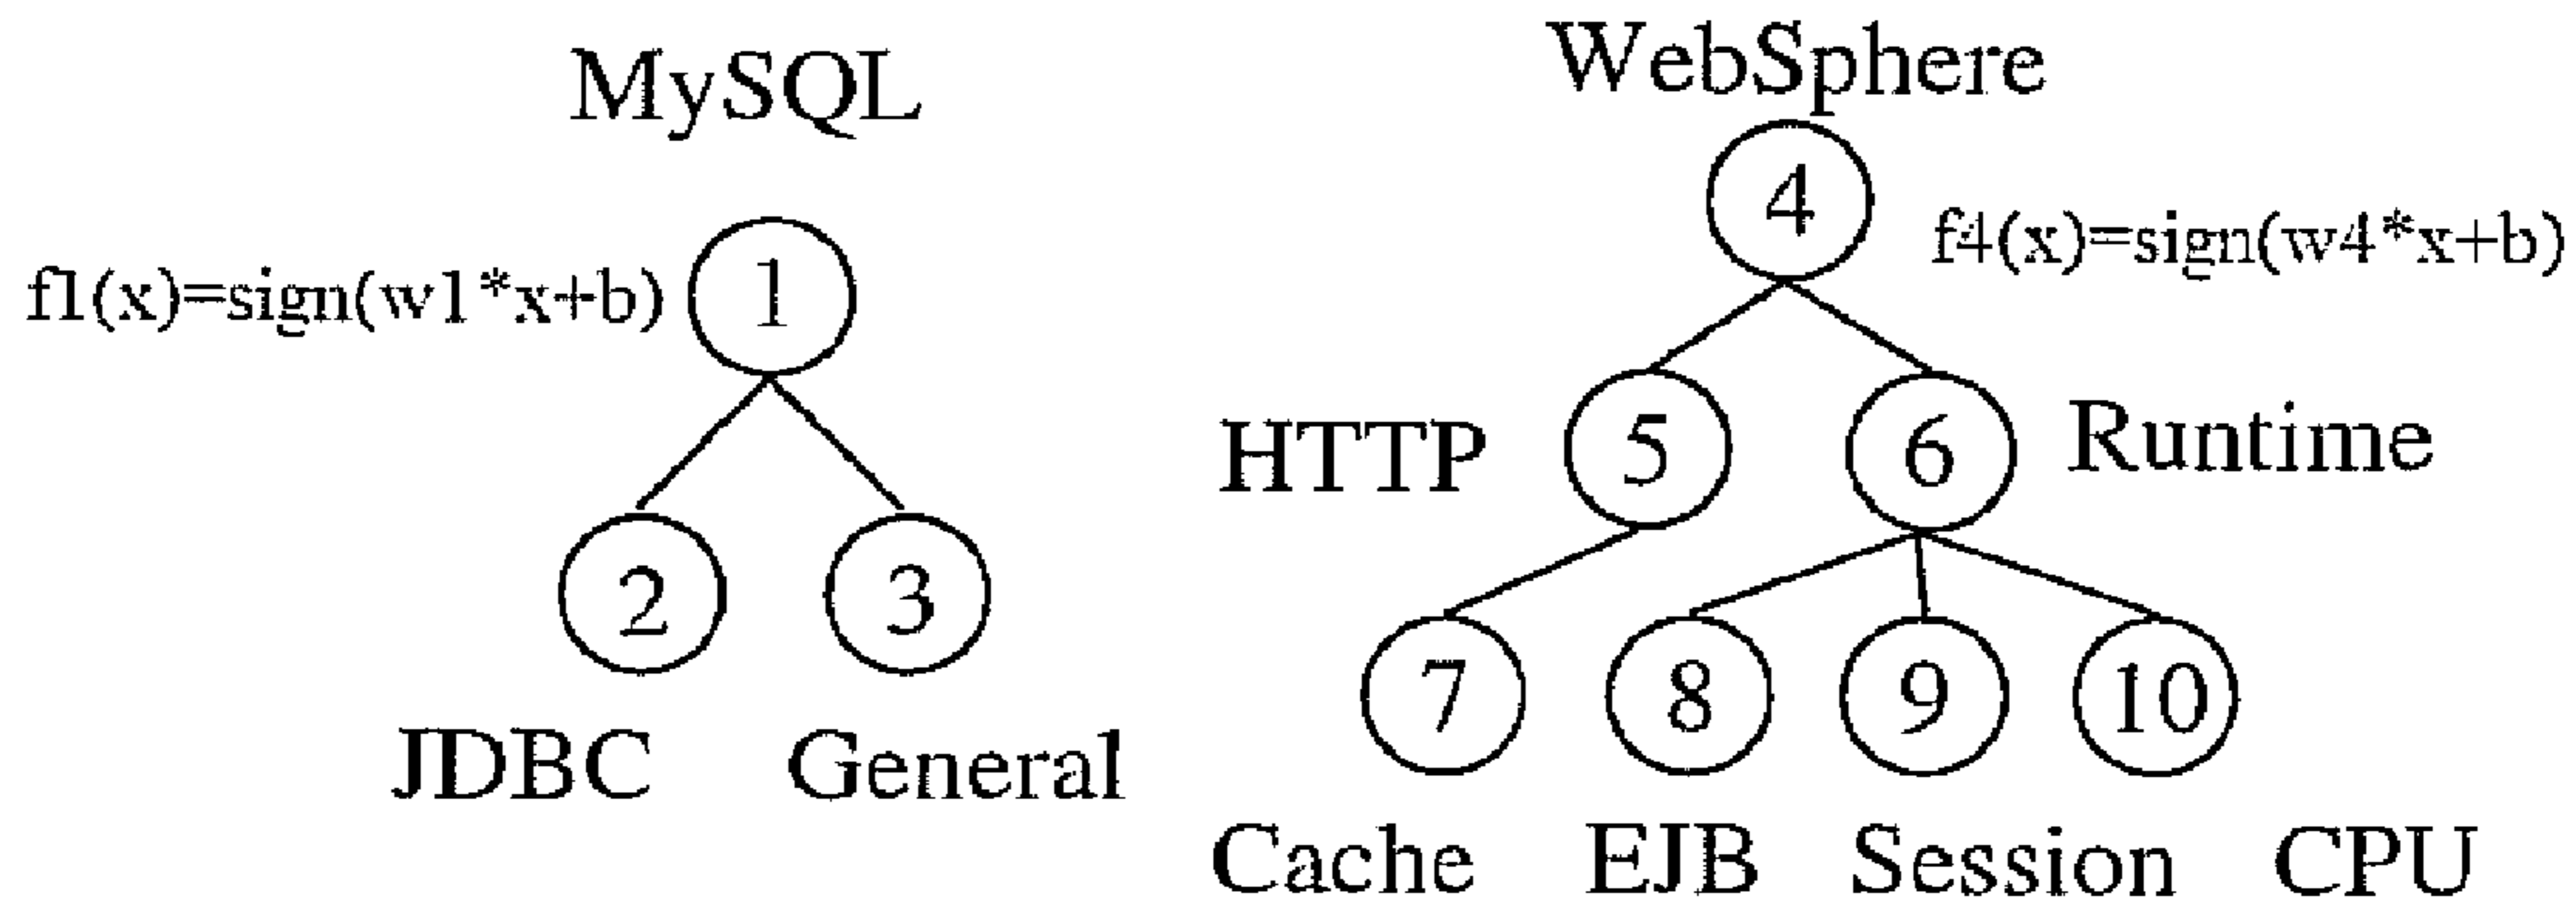 MySQL
f1(x)=sign(w1*x+b)
1
2
3
JDBC
General
WebSphere
4
f4(x)=sign(w4*x+b)
HTTP
5
6
Runtime
7
8
9
10
Cache
EJB
Session
CPU